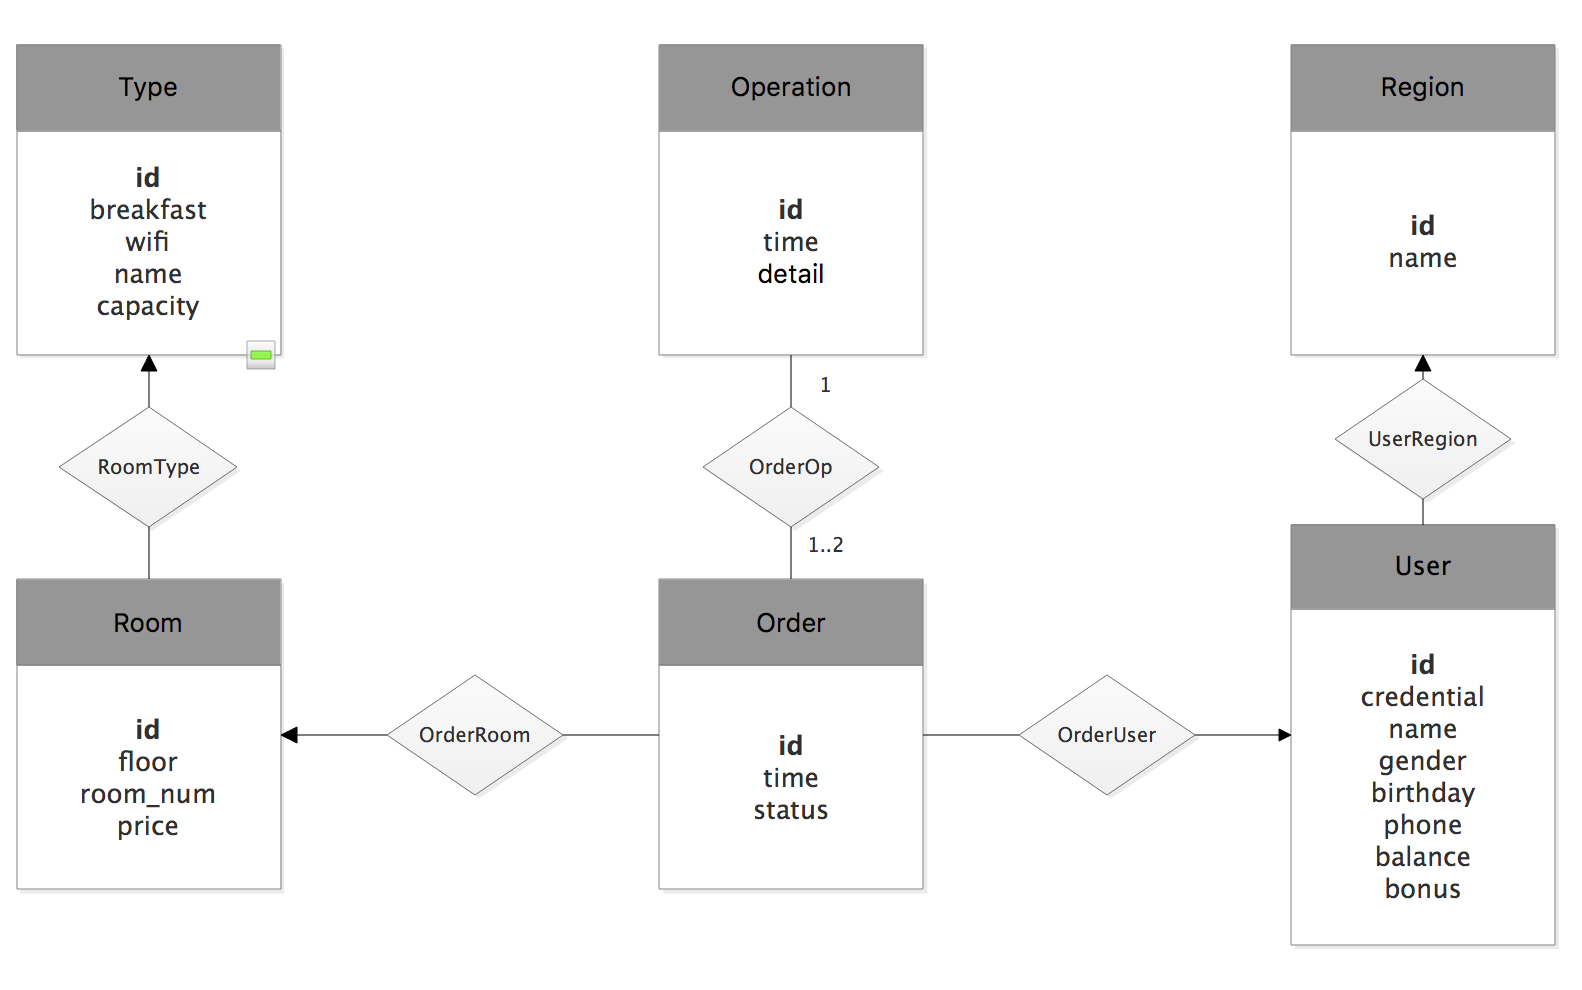 Type
id
breakfast
wifi
name
capacity
Operation
id
time
detail
Region
id
name
RoomType
1
OrderOp
1..2
UserRegion
Room
id
floor
room_num
price
OrderRoom
Order
id
time
status
OrderUser
User
id
credential
name
gender
birthday
phone
balance
bonus